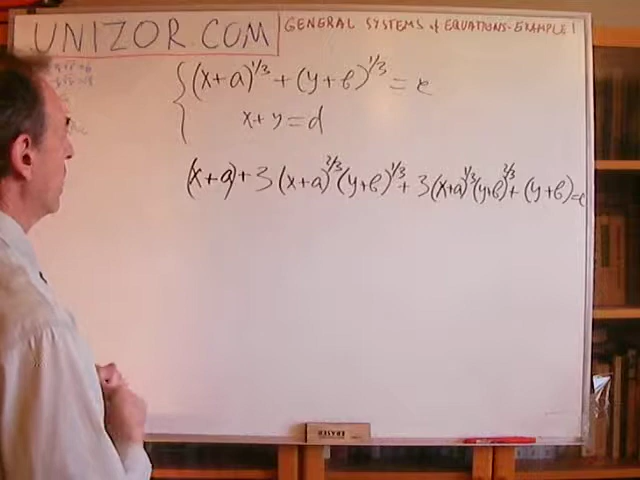 UNIZOR.COM
GENERAL SYSTEMS of EQUATIONS - EXAMPLE 1
(x+a)^1/3 + (y+b)^1/3 = c
x+y=d
(x+a)+3(x+a)^2/3(y+b)^1/3+3(x+a)^1/3(y+b)^2/3+(y+b)=c
ERASER